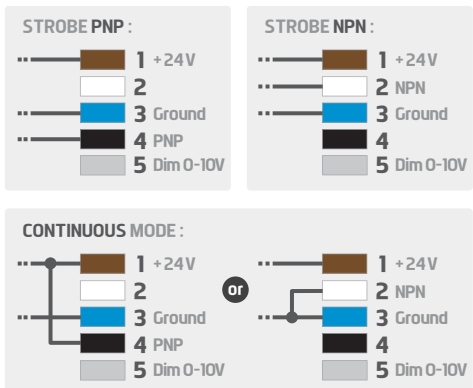 STROBE PNP :
1 +24V
2
3 Ground
4 PNP
5 Dim 0-10V
STROBE NPN :
1 +24V
2 NPN
3 Ground
4
5 Dim 0-10V
CONTINUOUS MODE :
1 +24V
2
3 Ground
4 PNP
5 Dim 0-10V
or
1 +24V
2 NPN
3 Ground
4
5 Dim 0-10V